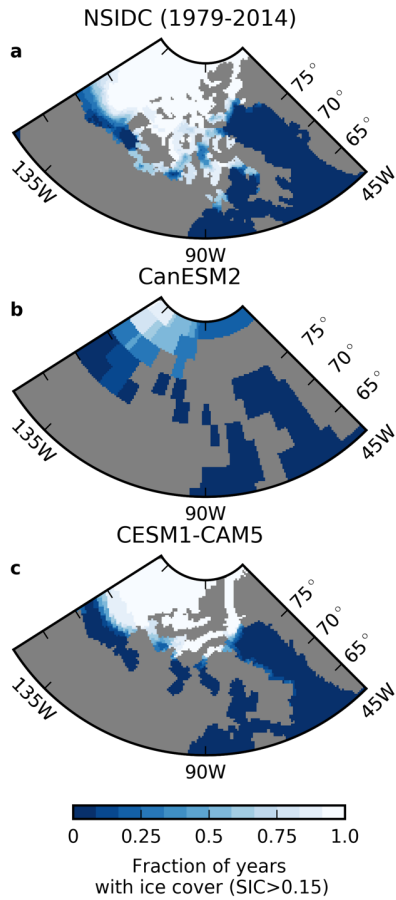 NSIDC (1979-2014)
a
75°
70°
65°
135W
45W
90W
CanESM2
b
75°
70°
65°
135W
45W
90W
CESM1-CAM5
c
75°
70°
65°
135W
45W
90W
0 0.25 0.5 0.75 1.0
Fraction of years
with ice cover (SIC>0.15)